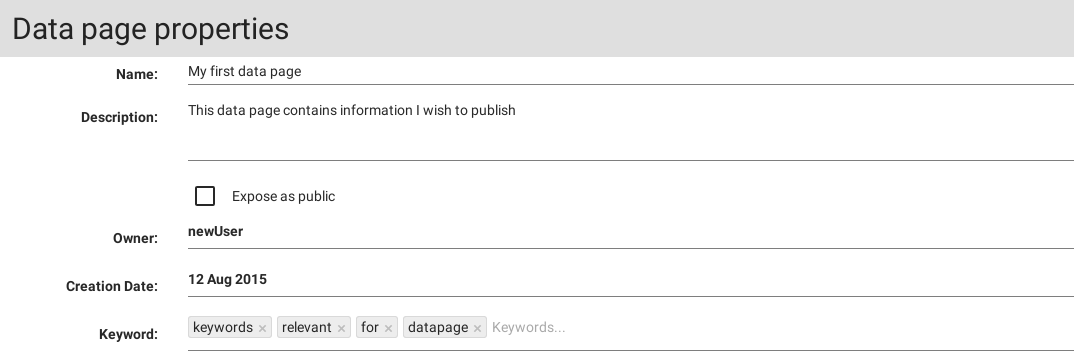 Data page properties
Name: My first data page
Description: This data page contains information I wish to publish
Expose as public
Owner: newUser
Creation Date: 12 Aug 2015
Keyword: keywords × relevant × for × datapage × Keywords...